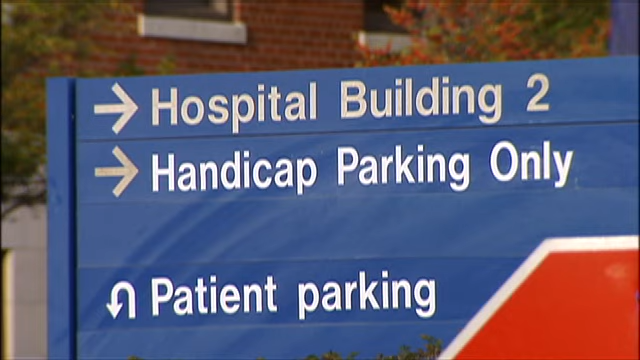 → Hospital Building 2
→ Handicap Parking Only
Patient parking